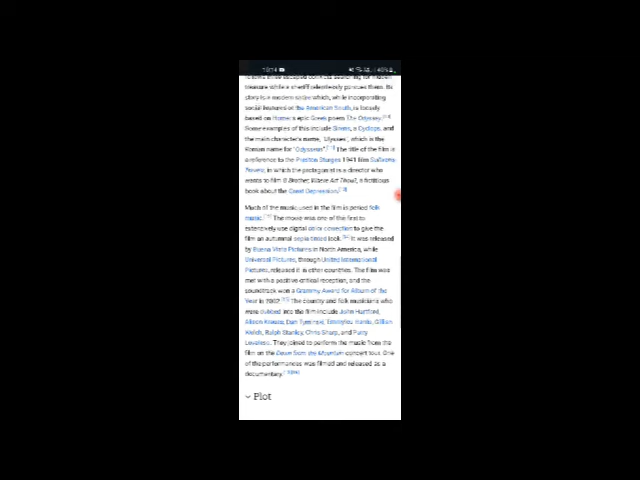 follows three escaped convicts searching for hidden
treasure while a sheriff relentlessly pursues them. Its
story is a modern satire which, while incorporating
social features of the American South, is loosely
based on Homer's epic Greek poem The Odyssey.
Some examples of this include Sirens, a Cyclops, and
the main character's name, "Ulysses", which is the
Roman name for "Odysseus". The title of the film is
a reference to the Preston Sturges 1941 film Sullivan's
Travels, in which the protagonist is a director who
wants to film O Brother, Where Art Thou?, a fictitious
book about the Great Depression.
Much of the music used in the film is period folk
music. The movie was one of the first to
extensively use digital color correction to give the
film an autumnal sepia-tinted look. It was released
by Buena Vista Pictures in North America, while
Universal Pictures, through United International
Pictures, released it in other countries. The film was
met with a positive critical reception, and the
soundtrack won a Grammy Award for Album of the
Year in 2002. The country and folk musicians who
were dubbed into the film include John Hartford,
Alison Krauss, Dan Tyminski, Emmylou Harris, Gillian
Welch, Ralph Stanley, Chris Sharp, and Patty
Loveless. They joined to perform the music from the
film on the Down from the Mountain concert tour. One
of the performances was filmed and released as a
documentary.
Plot